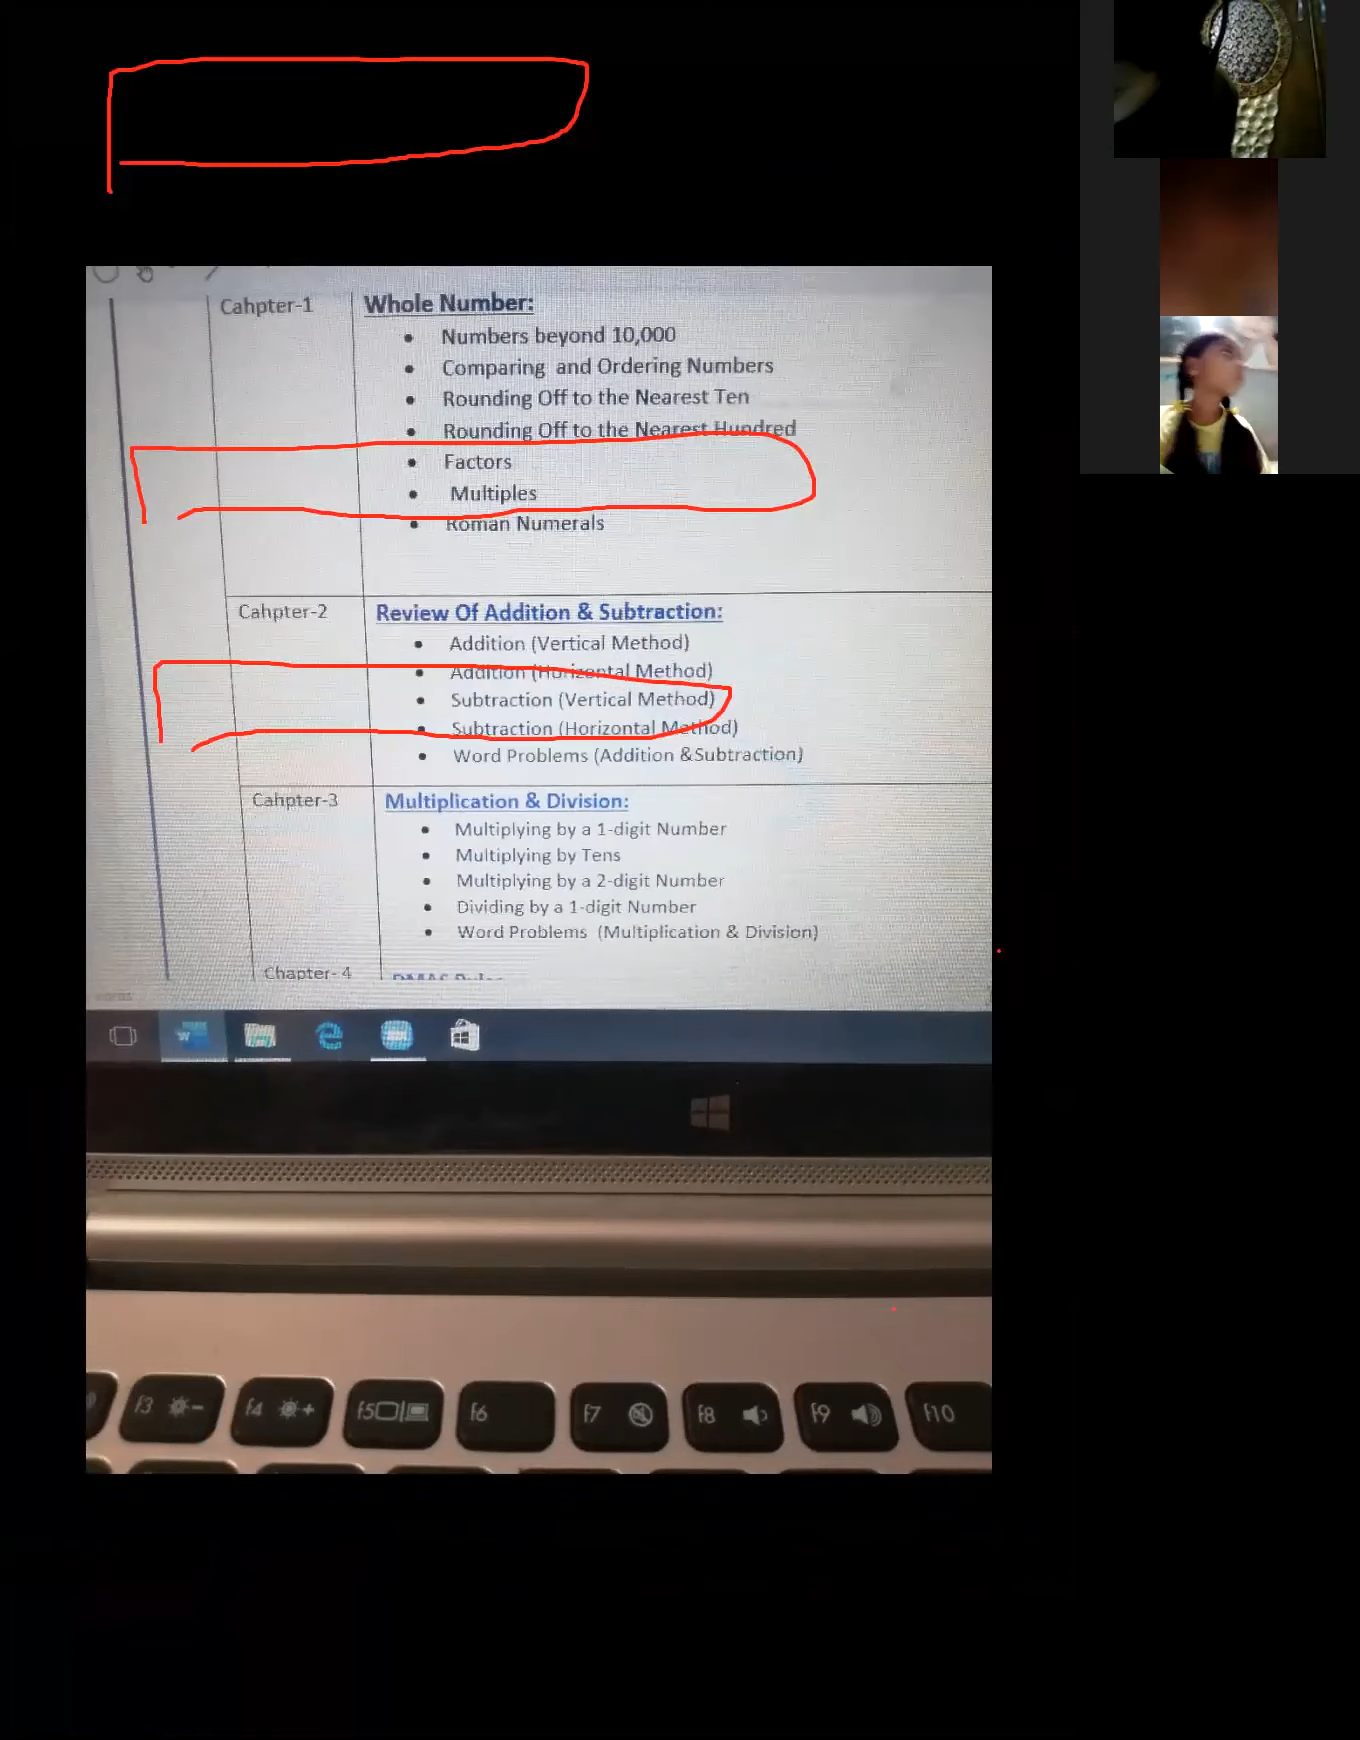 Cahpter-1
Whole Number:
Numbers beyond 10,000
Comparing and Ordering Numbers
Rounding Off to the Nearest Ten
Rounding Off to the Nearest Hundred
Factors
Multiples
Roman Numerals
Cahpter-2
Review Of Addition & Subtraction:
Addition (Vertical Method)
Addition (Horizontal Method)
Subtraction (Vertical Method)
Subtraction (Horizontal Method)
Word Problems (Addition &Subtraction)
Cahpter-3
Multiplication & Division:
Multiplying by a 1-digit Number
Multiplying by Tens
Multiplying by a 2-digit Number
Dividing by a 1-digit Number
Word Problems (Multiplication & Division)
Chapter- 4
f3 f4 f5 f6 f7 f8 f9 f10